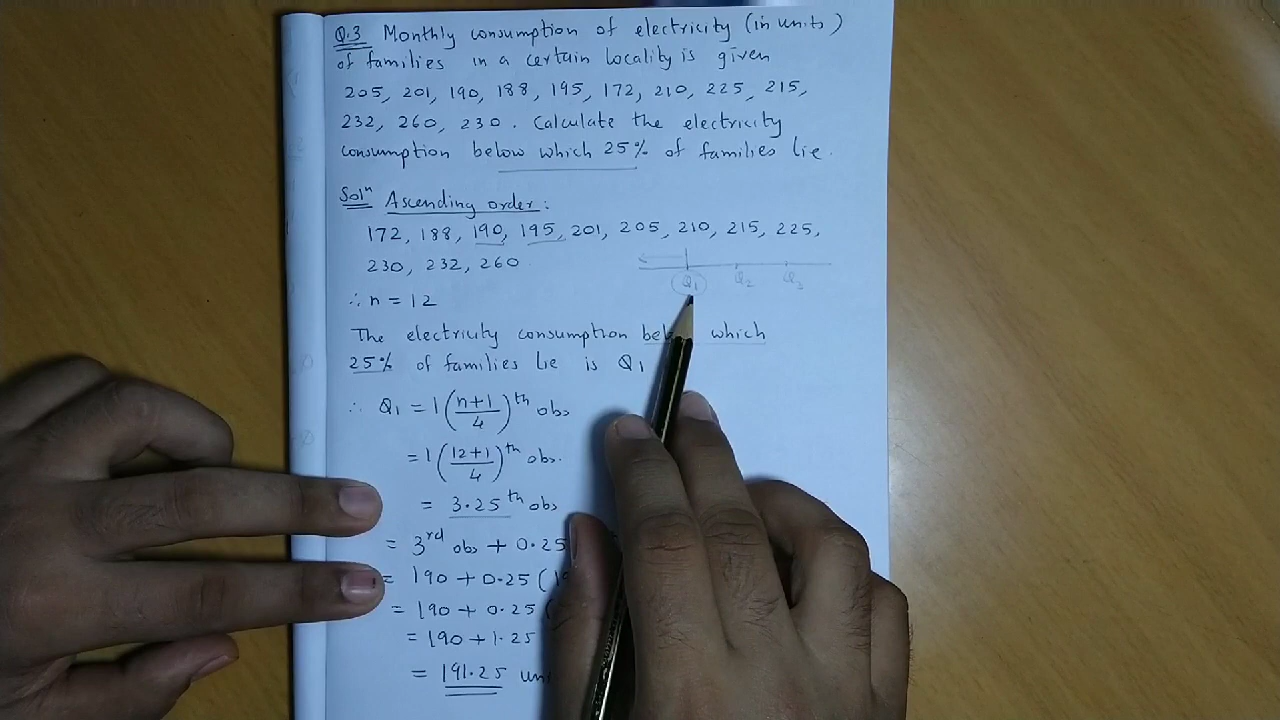 Q.3 Monthly consumption of electricity (in units)
of families in a certain locality is given
205, 201, 190, 188, 195, 172, 210, 225, 215,
232, 260, 230. Calculate the electricity
consumption below which 25% of families lie.
Solⁿ Ascending order:
172, 188, 190, 195, 201, 205, 210, 215, 225,
230, 232, 260
Q₁ Q₂ Q₃
∴ n = 12
The electricity consumption below which
25% of families lie is Q₁
∴ Q₁ = 1((n+1)/4)ᵗʰ obs
= 1((12+1)/4)ᵗʰ obs.
= 3.25ᵗʰ obs
= 3ʳᵈ obs + 0.25
= 190 + 0.25 (
= 190 + 0.25
= 190 + 1.25
= 191.25